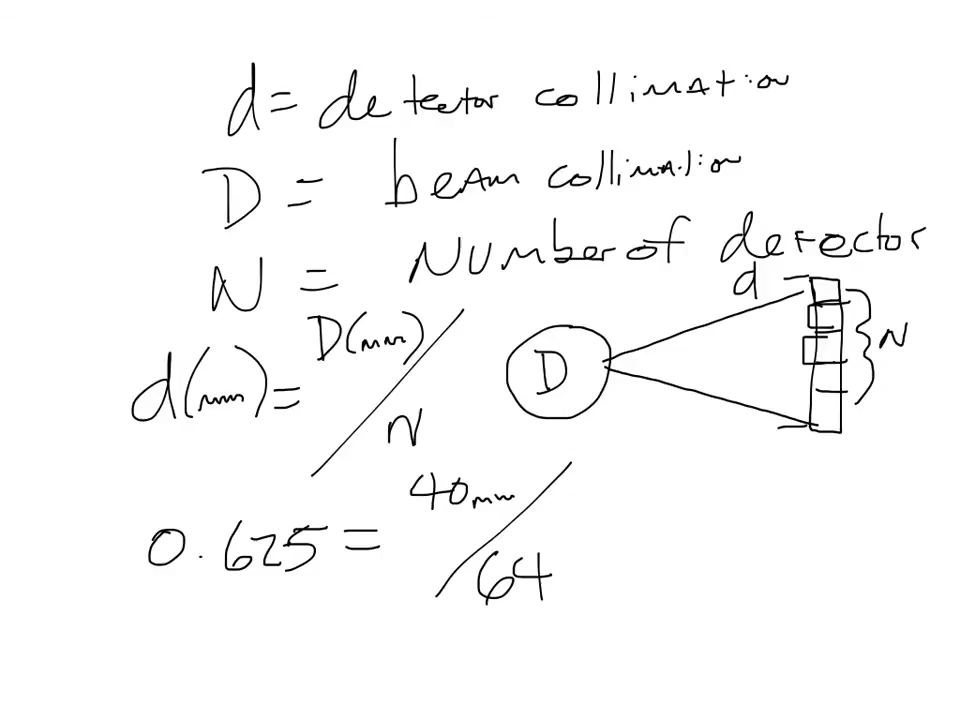 d = detector collimation
D = beam collimation
N = Number of detector
d(mm) = D(mm) / N
d
D
N
0.625 = 40mm / 64